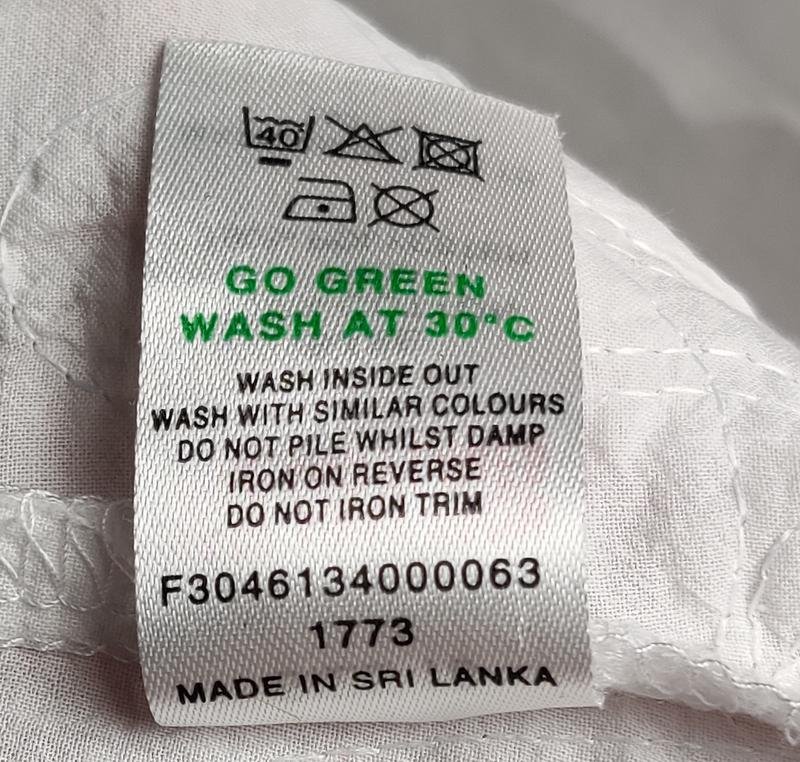 40
GO GREEN
WASH AT 30°C
WASH INSIDE OUT
WASH WITH SIMILAR COLOURS
DO NOT PILE WHILST DAMP
IRON ON REVERSE
DO NOT IRON TRIM
F3046134000063
1773
MADE IN SRI LANKA